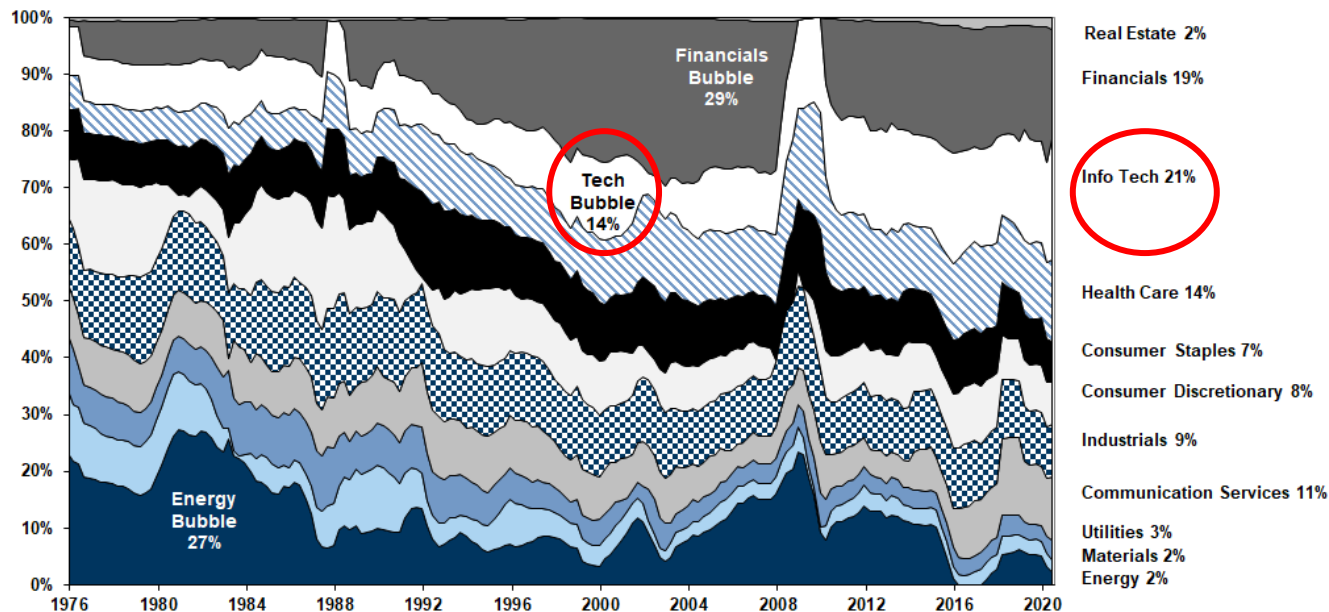 100%
90%
80%
70%
60%
50%
40%
30%
20%
10%
0%
1976 1980 1984 1988 1992 1996 2000 2004 2008 2012 2016 2020
Financials
Bubble
29%
Tech
Bubble
14%
Energy
Bubble
27%
Real Estate 2%
Financials 19%
Info Tech 21%
Health Care 14%
Consumer Staples 7%
Consumer Discretionary 8%
Industrials 9%
Communication Services 11%
Utilities 3%
Materials 2%
Energy 2%